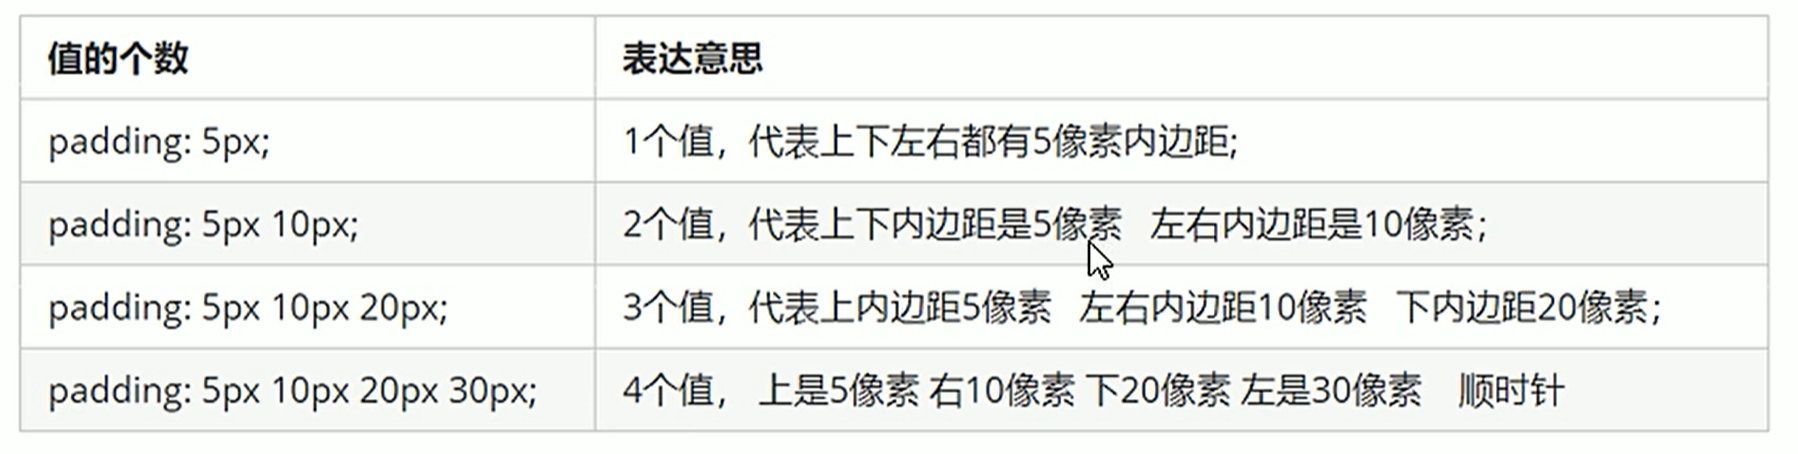 值的个数 表达意思
padding: 5px; 1个值，代表上下左右都有5像素内边距;
padding: 5px 10px; 2个值，代表上下内边距是5像素 左右内边距是10像素；
padding: 5px 10px 20px; 3个值，代表上内边距5像素 左右内边距10像素 下内边距20像素；
padding: 5px 10px 20px 30px; 4个值， 上是5像素 右10像素 下20像素 左是30像素 顺时针